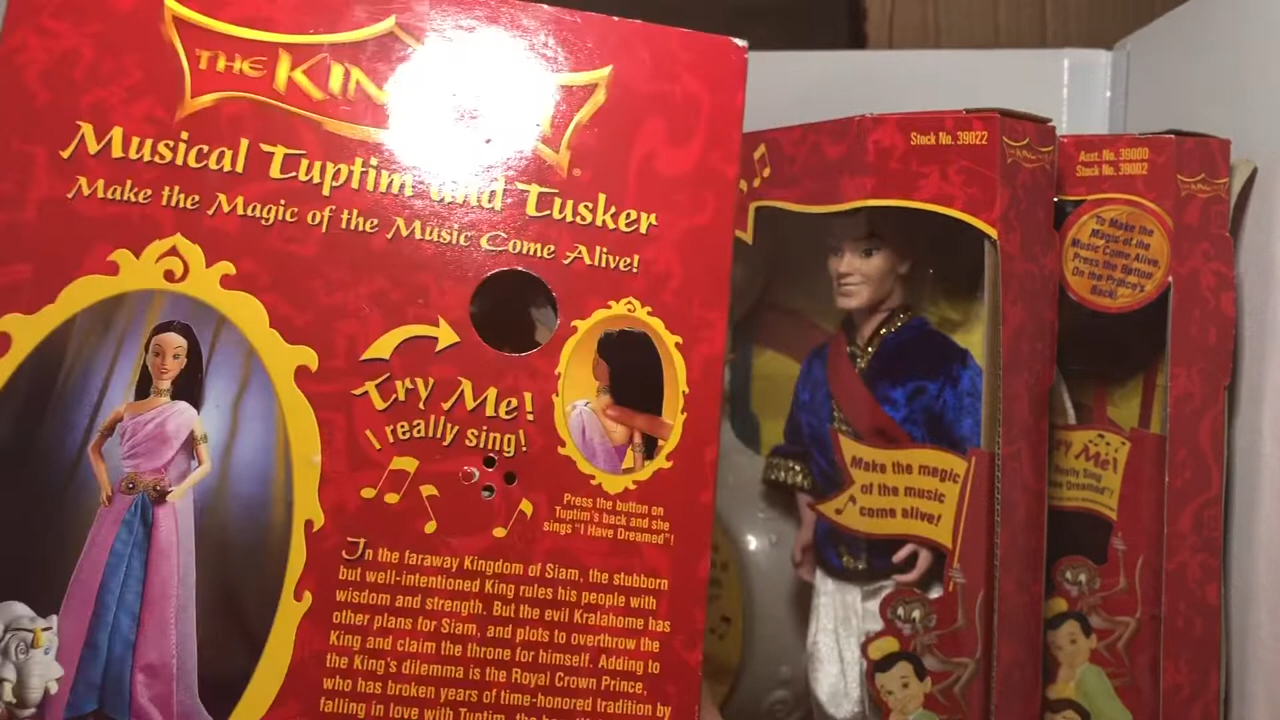 THE KIN
Musical Tuptim and Tusker
Make the Magic of the Music Come Alive!
Try Me!
I really sing!
Press the button on
Tuptim's back and she
sings "I Have Dreamed"!
In the faraway Kingdom of Siam, the stubborn
but well-intentioned King rules his people with
wisdom and strength. But the evil Kralahome has
other plans for Siam, and plots to overthrow the
King and claim the throne for himself. Adding to
the King's dilemma is the Royal Crown Prince,
who has broken years of time-honored tradition by
falling in love with Tuptim, the
Stock No. 39022
Make the magic
of the music
come alive!
Asst. No. 39000
Stock No. 39002
To Make the
Magic of the
Music Come Alive,
Press the Button
On the Prince's
Back!
ry Me!
eally Sing
ve Dreamed"!